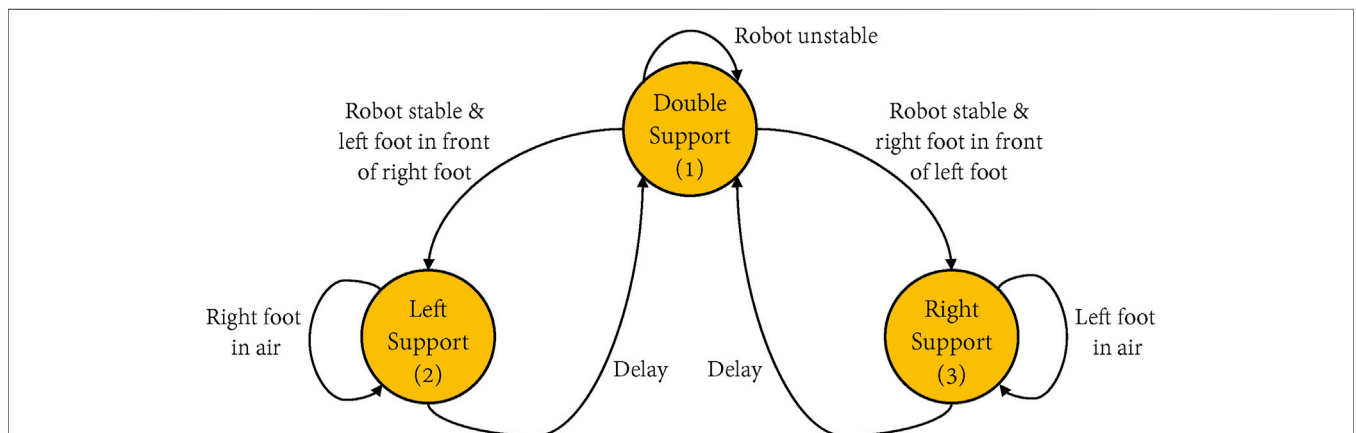 Robot unstable
Double
Support
(1)
Robot stable &
left foot in front
of right foot
Robot stable &
right foot in front
of left foot
Right foot
in air
Left
Support
(2)
Delay
Delay
Right
Support
(3)
Left foot
in air